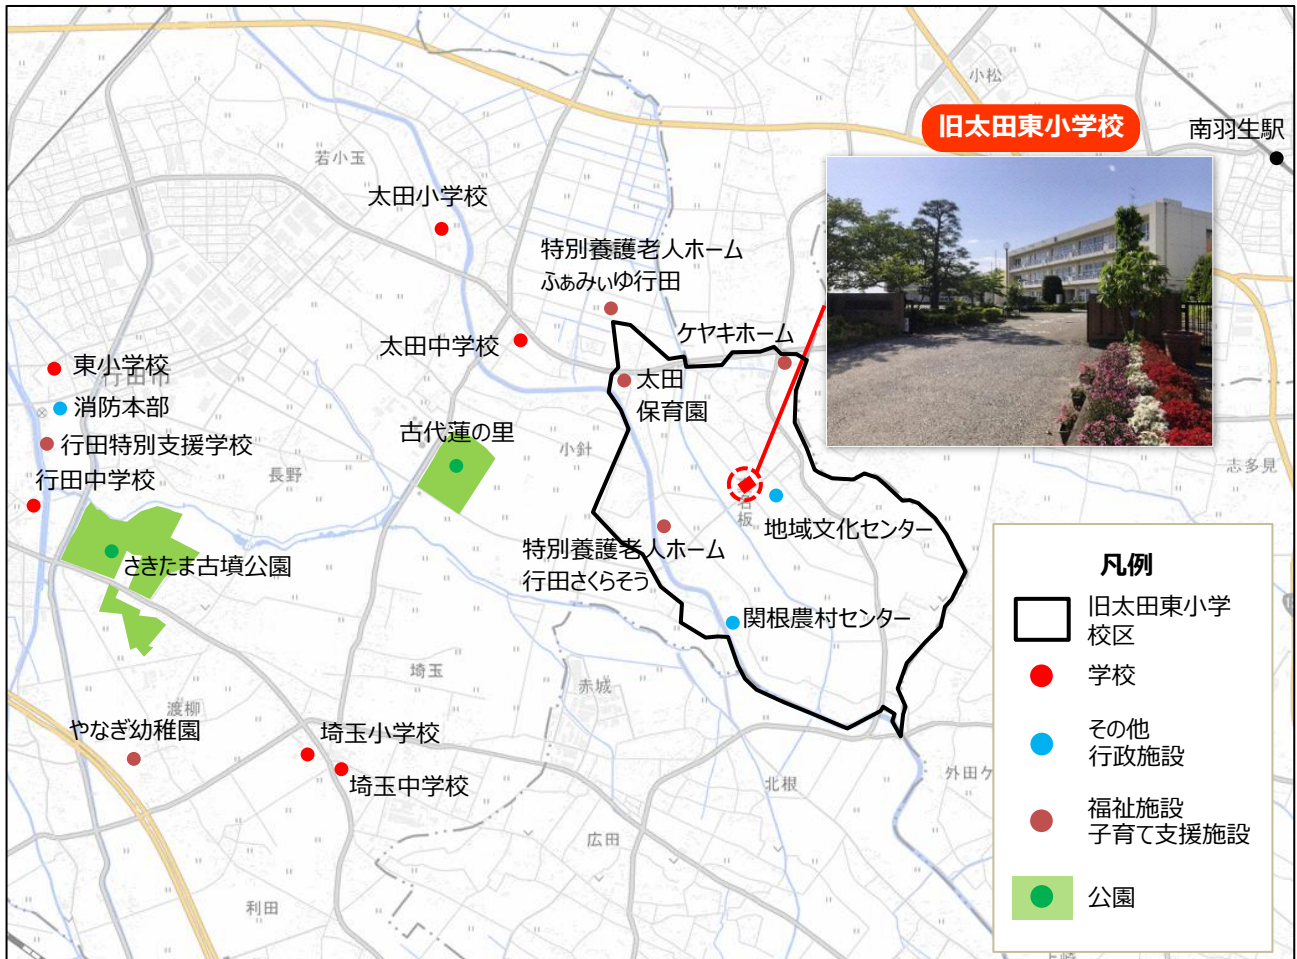 小松
旧太田東小学校
南羽生駅
若小玉
太田小学校
特別養護老人ホーム
ふぁみぃゆ行田
ケヤキホーム
太田中学校
東小学校
行田市
太田
保育園
消防本部
古代蓮の里
小針
行田特別支援学校
長野
行田中学校
志多見
若板
地域文化センター
特別養護老人ホーム
行田さくらそう
さきたま古墳公園
関根農村センター
埼玉
赤城
渡柳
やなぎ幼稚園
埼玉小学校
埼玉中学校
北根
外田ケ
広田
利田
凡例
旧太田東小学
校区
学校
その他
行政施設
福祉施設
子育て支援施設
公園